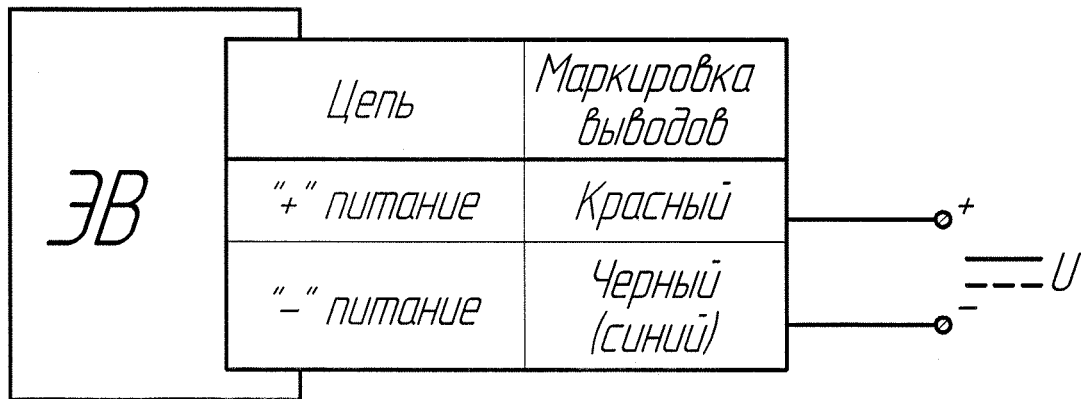 ЭВ
Цепь
Маркировка
выводов
"+" питание
Красный
"–" питание
Черный
(синий)
+
–
U